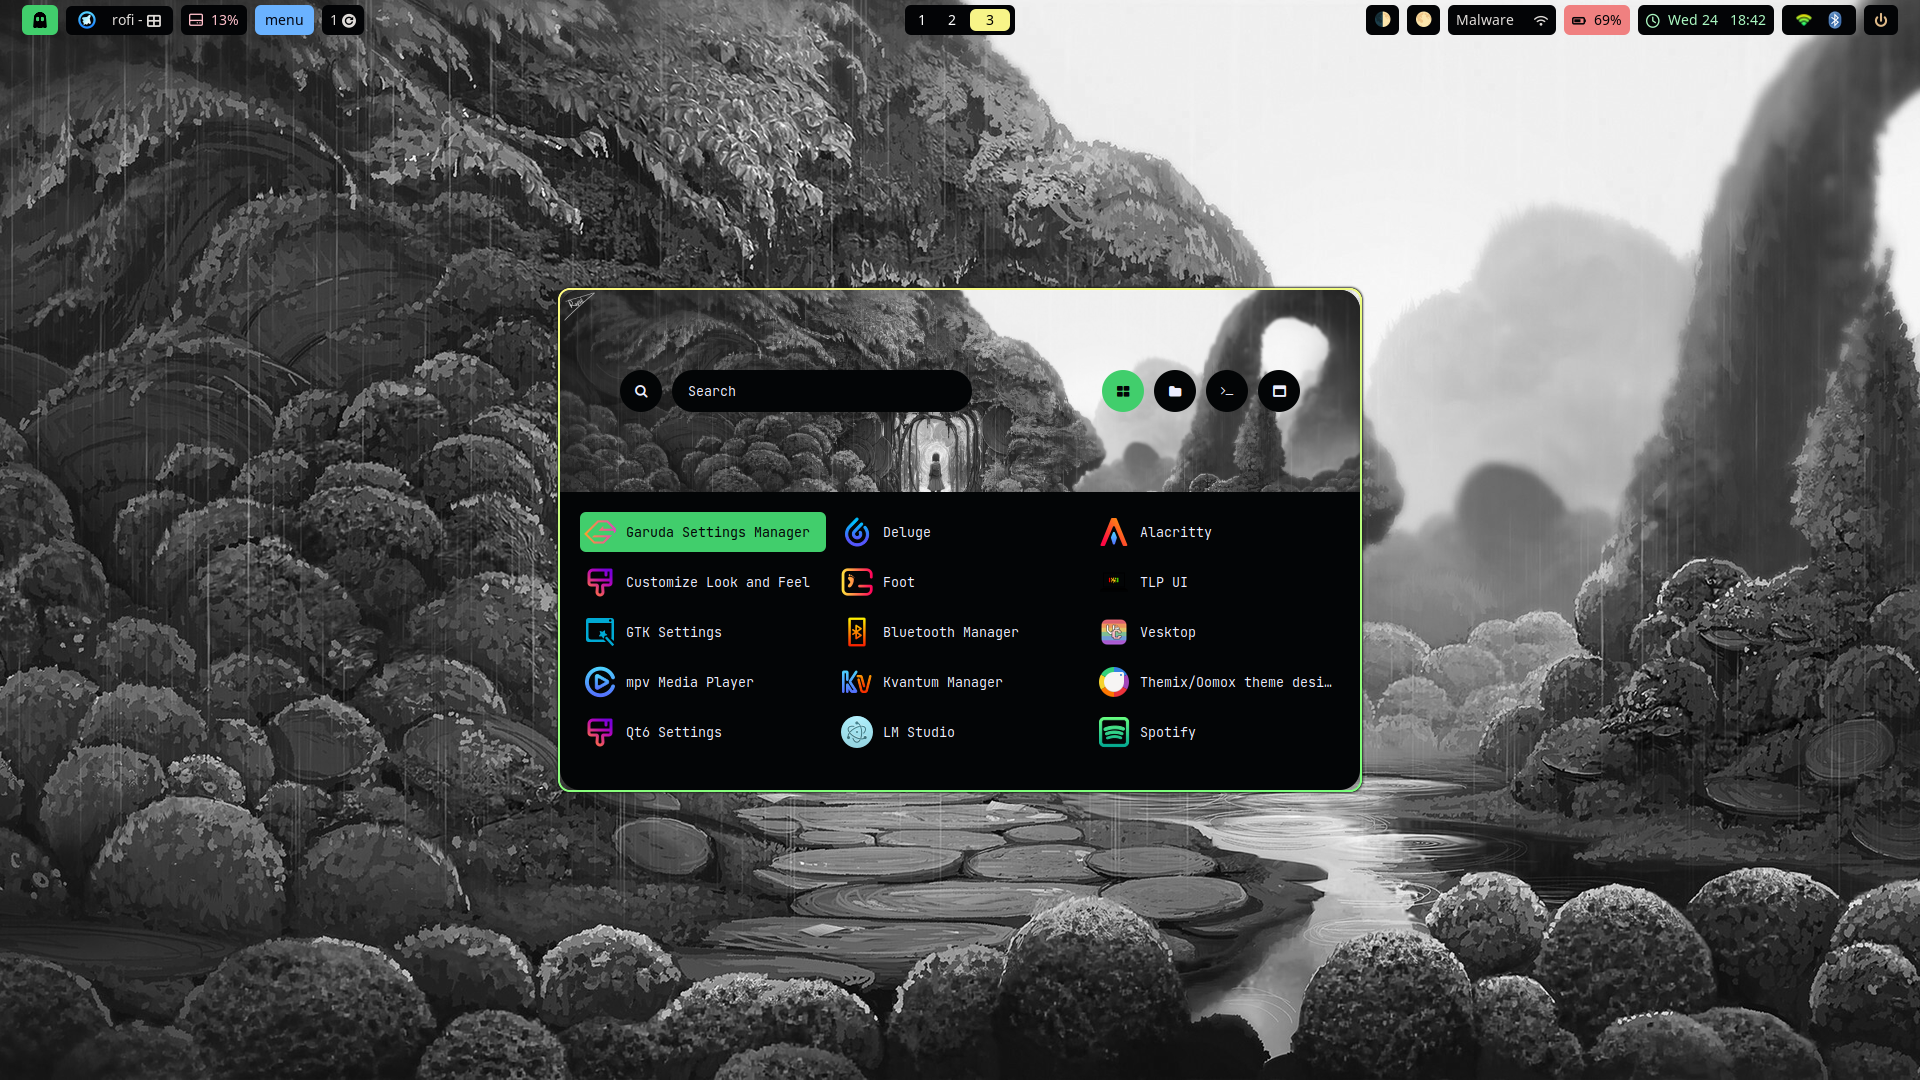 rofi -
13%
menu
1
1 2 3
Malware
69%
Wed 24 18:42
Search
Garuda Settings Manager
Deluge
Alacritty
Customize Look and Feel
Foot
TLP UI
GTK Settings
Bluetooth Manager
Vesktop
mpv Media Player
Kvantum Manager
Themix/Oomox theme desi…
Qt6 Settings
LM Studio
Spotify